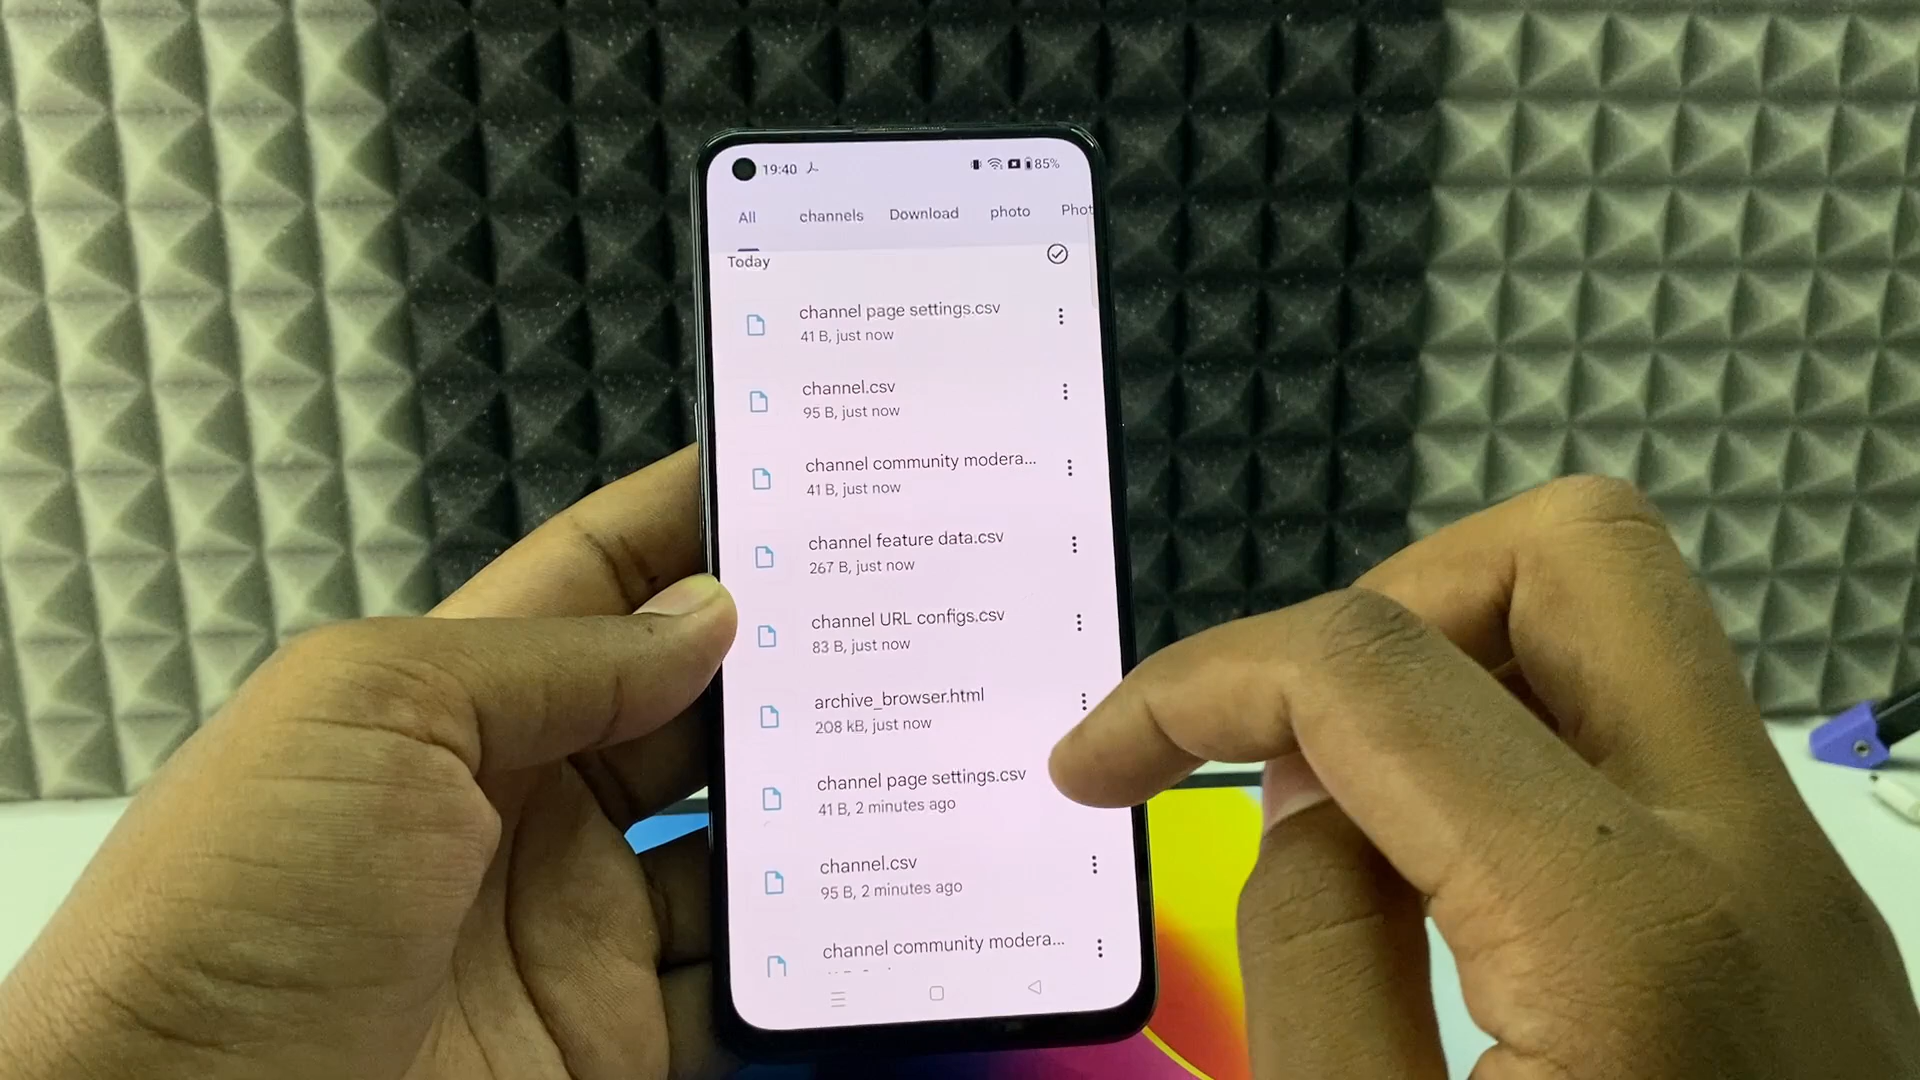 19:40 85%
All channels Download photo Phot
Today
channel page settings.csv
41 B, just now
channel.csv
95 B, just now
channel community modera...
41 B, just now
channel feature data.csv
267 B, just now
channel URL configs.csv
83 B, just now
archive_browser.html
208 kB, just now
channel page settings.csv
41 B, 2 minutes ago
channel.csv
95 B, 2 minutes ago
channel community modera...